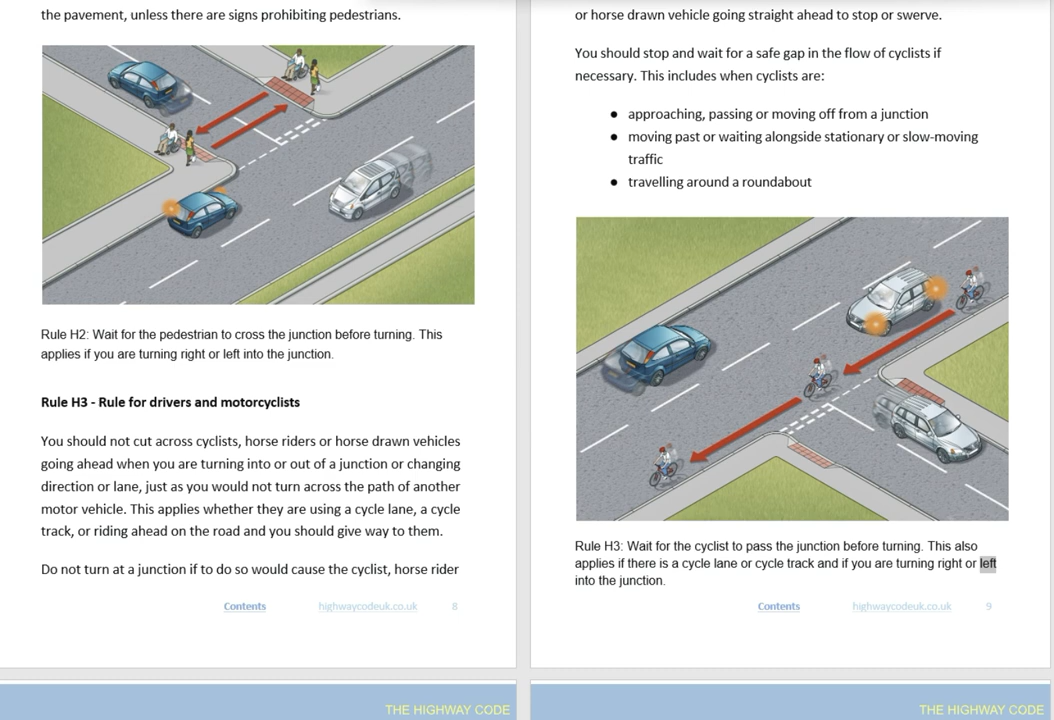 the pavement, unless there are signs prohibiting pedestrians.
Rule H2: Wait for the pedestrian to cross the junction before turning. This
applies if you are turning right or left into the junction.
Rule H3 - Rule for drivers and motorcyclists
You should not cut across cyclists, horse riders or horse drawn vehicles
going ahead when you are turning into or out of a junction or changing
direction or lane, just as you would not turn across the path of another
motor vehicle. This applies whether they are using a cycle lane, a cycle
track, or riding ahead on the road and you should give way to them.
Do not turn at a junction if to do so would cause the cyclist, horse rider
Contents highwaycodeuk.co.uk 8
THE HIGHWAY CODE
or horse drawn vehicle going straight ahead to stop or swerve.
You should stop and wait for a safe gap in the flow of cyclists if
necessary. This includes when cyclists are:
● approaching, passing or moving off from a junction
● moving past or waiting alongside stationary or slow-moving
traffic
● travelling around a roundabout
Rule H3: Wait for the cyclist to pass the junction before turning. This also
applies if there is a cycle lane or cycle track and if you are turning right or left
into the junction.
Contents highwaycodeuk.co.uk 9
THE HIGHWAY CODE